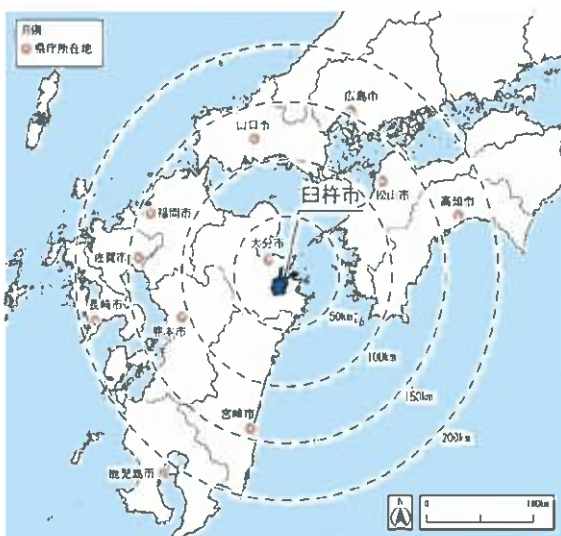 凡例
県庁所在地
広島市
山口市
臼杵市
松山市
高知市
福岡市
大分市
佐賀市
長崎市
熊本市
50km
100km
150km
宮崎市
200km
鹿児島市
N
0
100km